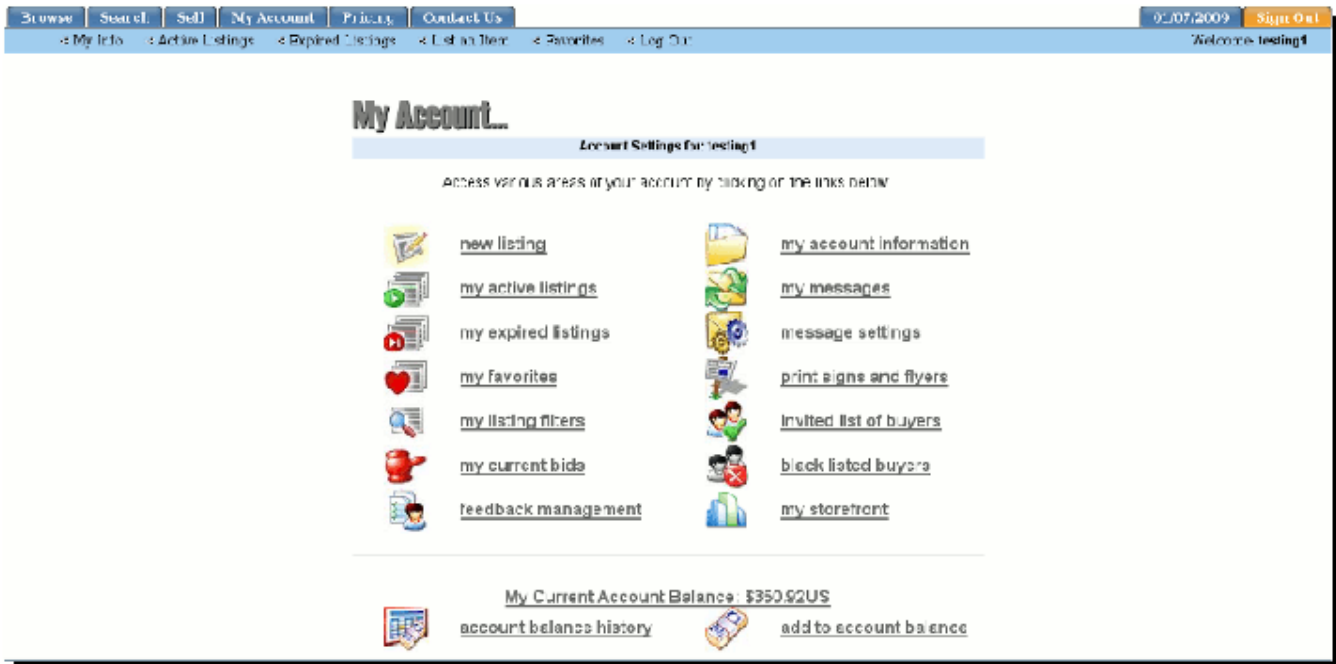 Browse Search Sell My Account Pricing Contact Us 01/07/2009 Sign Out
< My Info < Active Listings < Expired Listings < List an Item < Favorites < Log Out Welcome, testing1
My Account...
Account Settings for testing1
Access various areas of your account by clicking on the links below
new listing my account information
my active listings my messages
my expired listings message settings
my favorites print signs and flyers
my listing filters invited list of buyers
my current bids black listed buyers
feedback management my storefront
My Current Account Balance: $350.92US
account balance history add to account balance